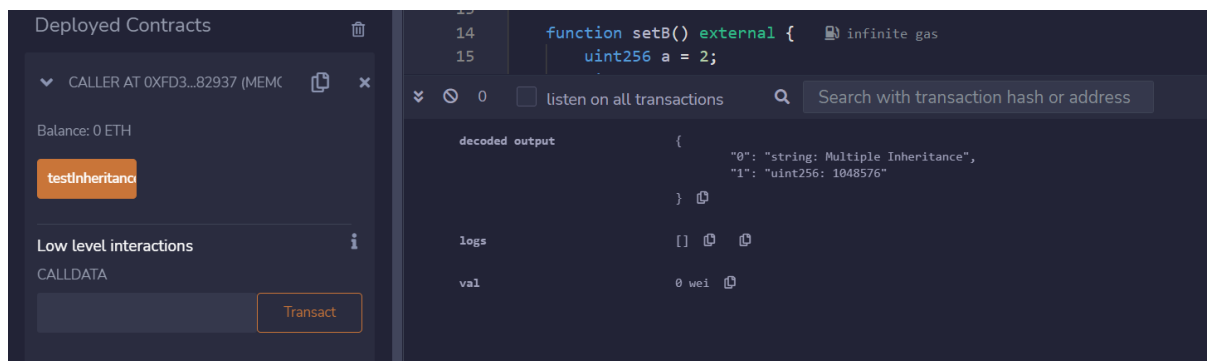 Deployed Contracts
CALLER AT 0XFD3...82937 (MEMC
Balance: 0 ETH
testInheritance
Low level interactions
i
CALLDATA
Transact
14 function setB() external { infinite gas
15 uint256 a = 2;
0 listen on all transactions Search with transaction hash or address
decoded output {
"0": "string: Multiple Inheritance",
"1": "uint256: 1048576"
}
logs []
val 0 wei